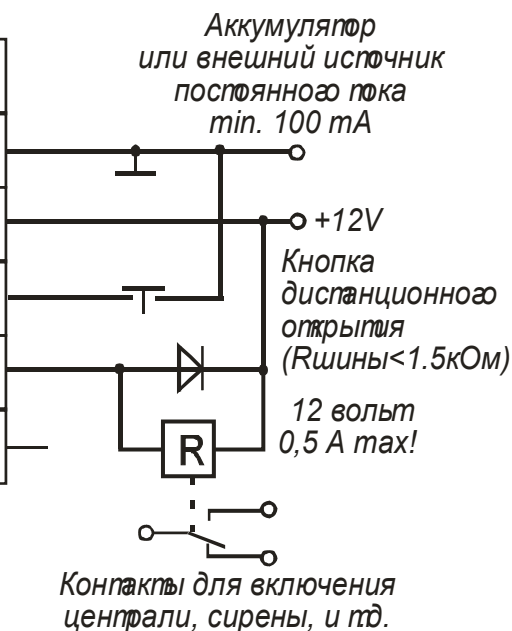 Аккумулятор
или внешний источник
постоянного тока
min. 100 mA
+12V
Кнопка
дистанционного
открытия
(Rшины<1.5кОм)
12 вольт
0,5 A max!
R
Контакты для включения
централи, сирены, и тд.